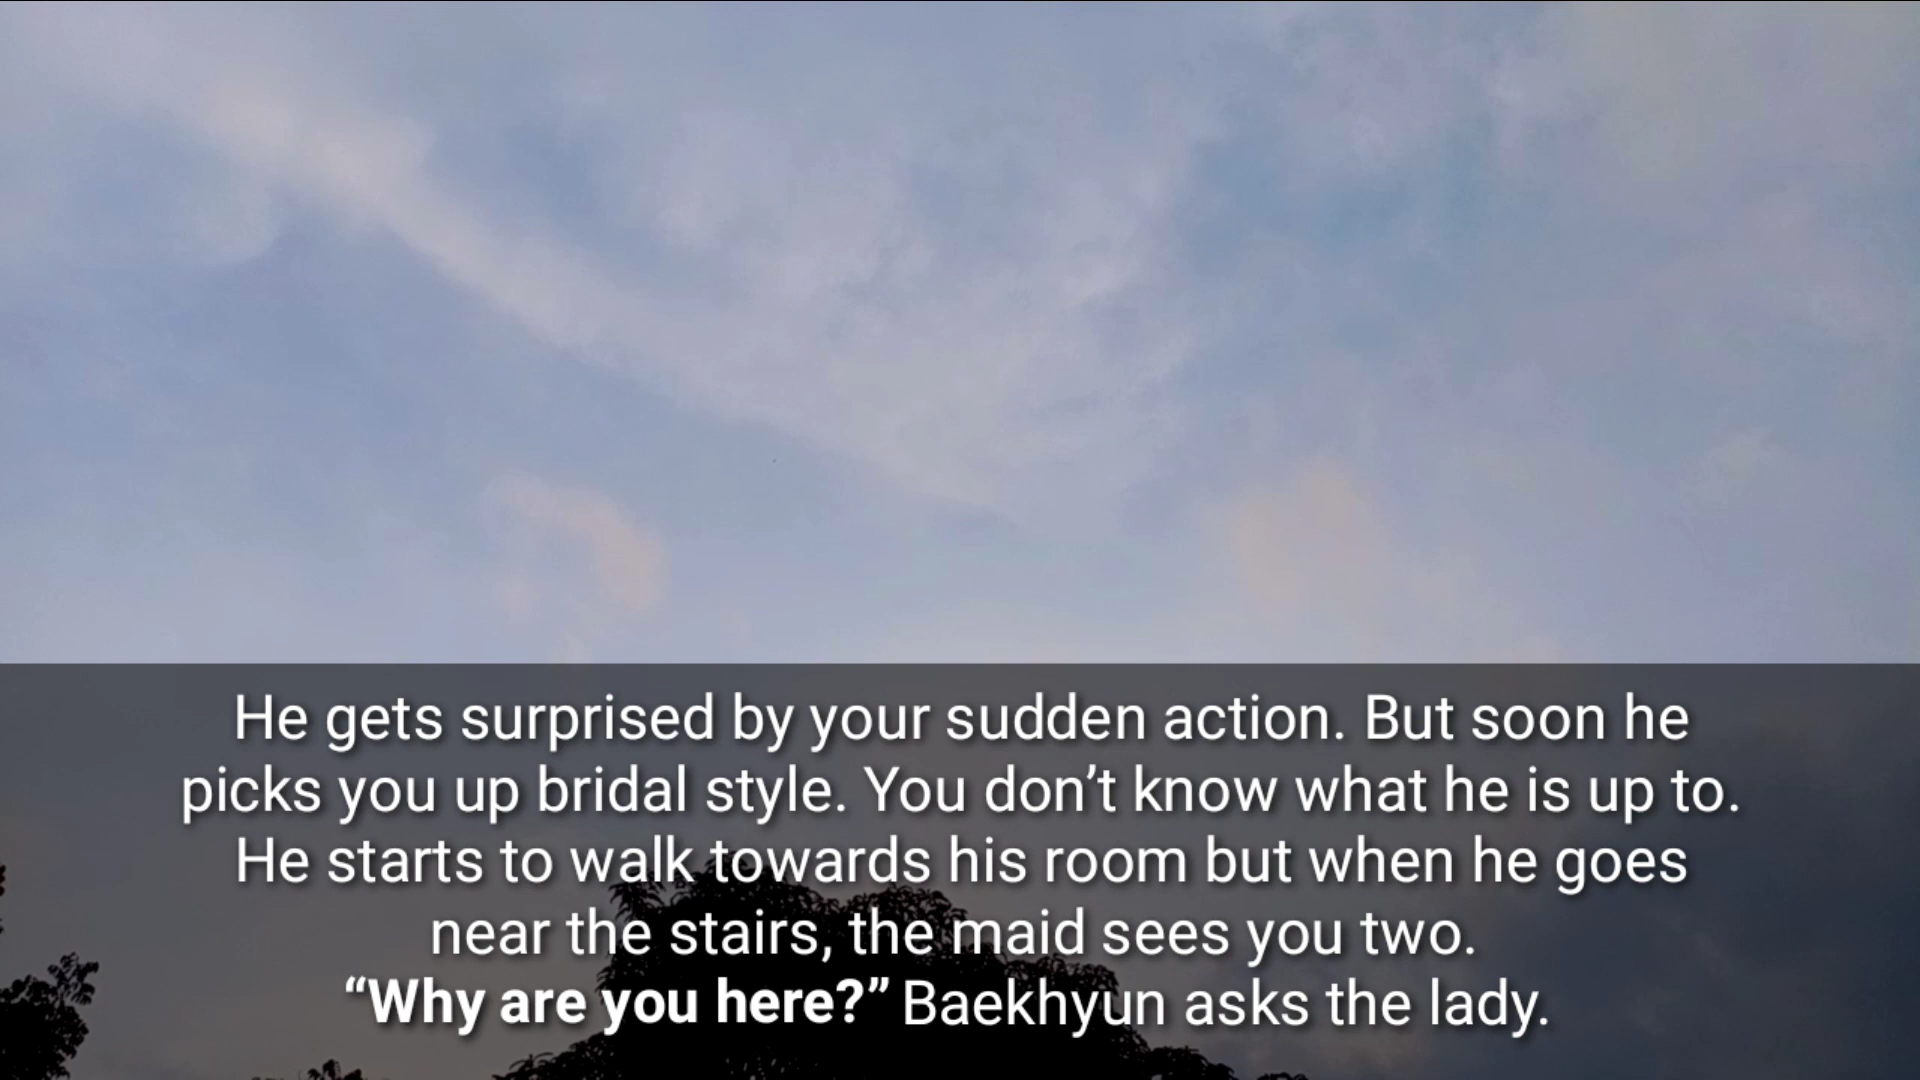 He gets surprised by your sudden action. But soon he
picks you up bridal style. You don’t know what he is up to.
He starts to walk towards his room but when he goes
near the stairs, the maid sees you two.
“Why are you here?” Baekhyun asks the lady.